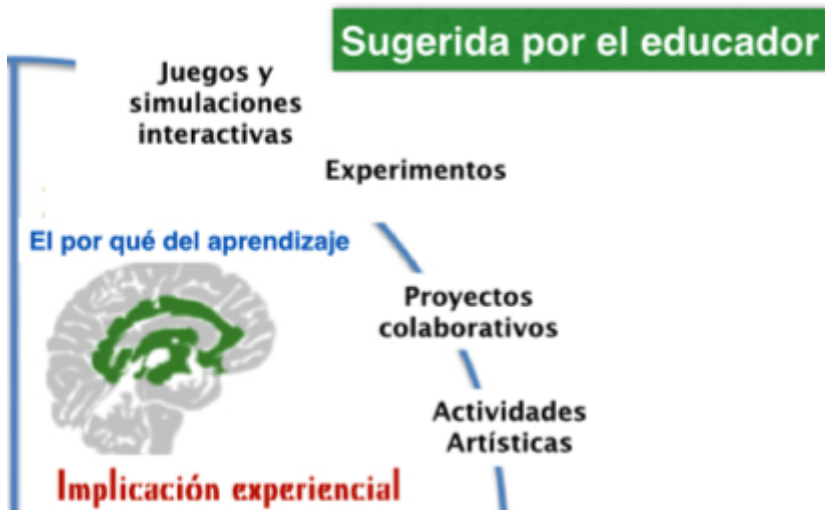 Sugerida por el educador
Juegos y
simulaciones
interactivas
Experimentos
El por qué del aprendizaje
Proyectos
colaborativos
Actividades
Artísticas
Implicación experiencial